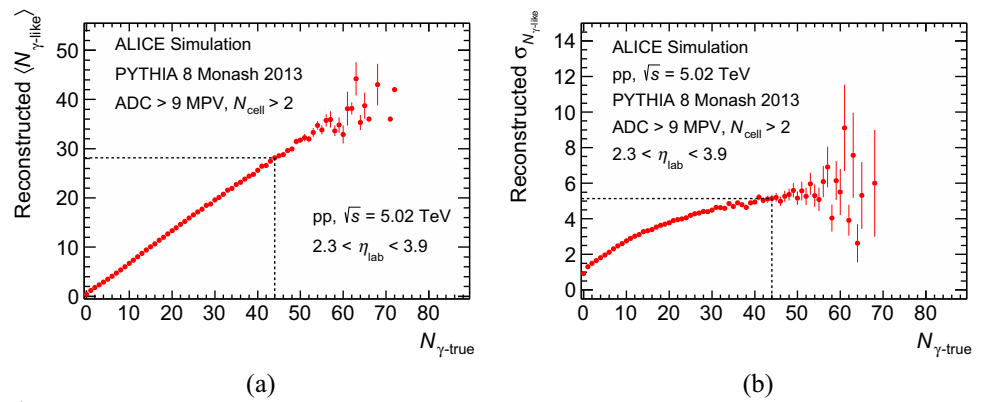 Reconstructed ⟨N_γ-like⟩
50
40
30
20
10
0
ALICE Simulation
PYTHIA 8 Monash 2013
ADC > 9 MPV, N_cell > 2
pp, √s = 5.02 TeV
2.3 < η_lab < 3.9
0 10 20 30 40 50 60 70 80
N_γ-true
(a)
Reconstructed σ_N_γ-like
14
12
10
8
6
4
2
0
ALICE Simulation
pp, √s = 5.02 TeV
PYTHIA 8 Monash 2013
ADC > 9 MPV, N_cell > 2
2.3 < η_lab < 3.9
0 10 20 30 40 50 60 70 80
N_γ-true
(b)